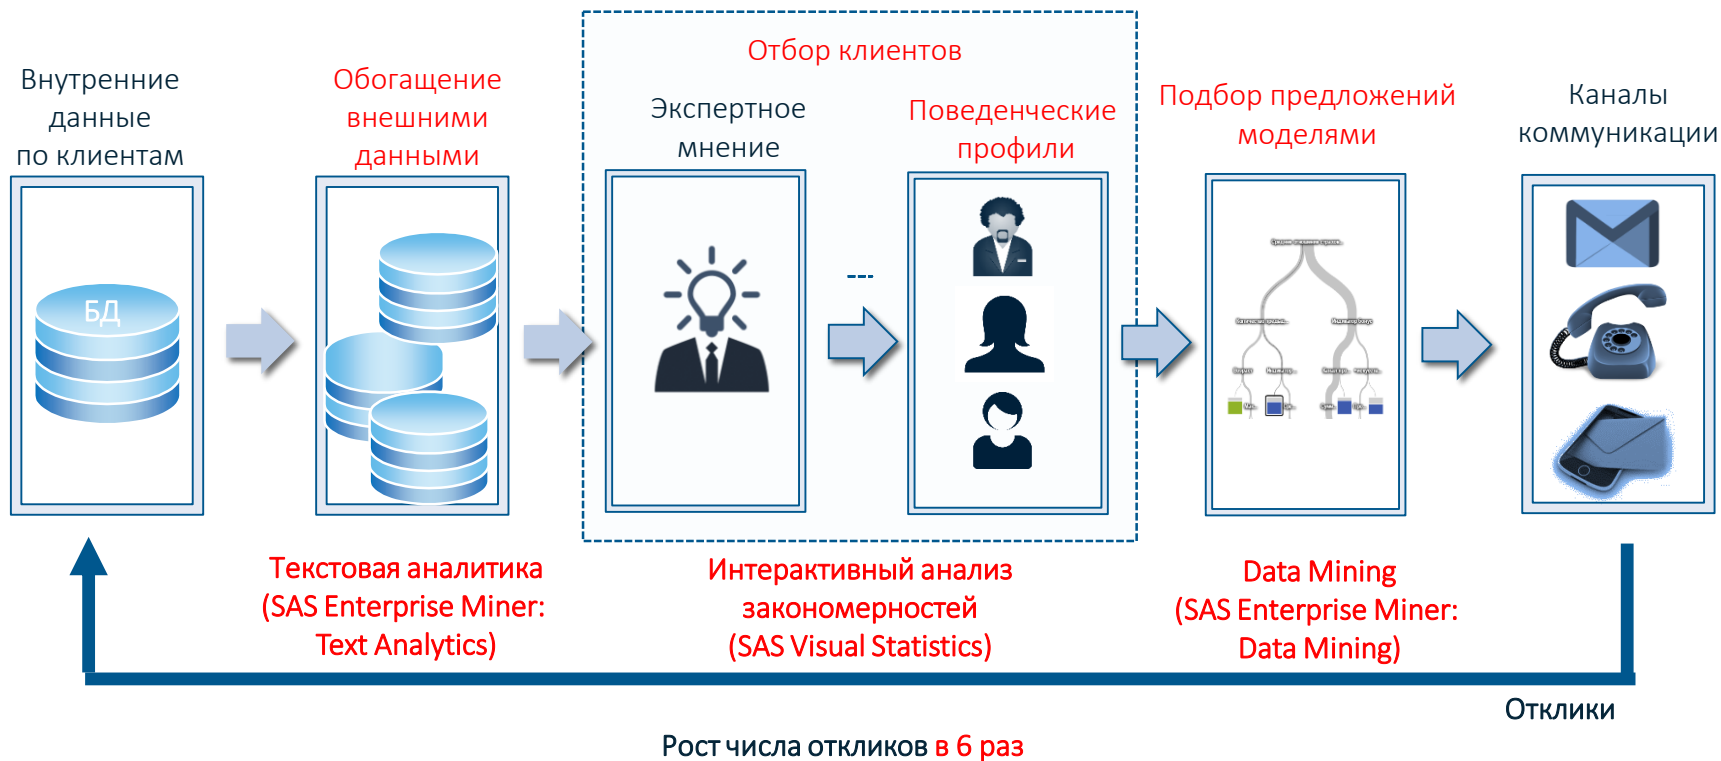 Внутренние
данные
по клиентам
БД
Обогащение
внешними
данными
Отбор клиентов
Экспертное
мнение
---
Поведенческие
профили
Подбор предложений
моделями
Каналы
коммуникации
Текстовая аналитика
(SAS Enterprise Miner:
Text Analytics)
Интерактивный анализ
закономерностей
(SAS Visual Statistics)
Data Mining
(SAS Enterprise Miner:
Data Mining)
Отклики
Рост числа откликов в 6 раз